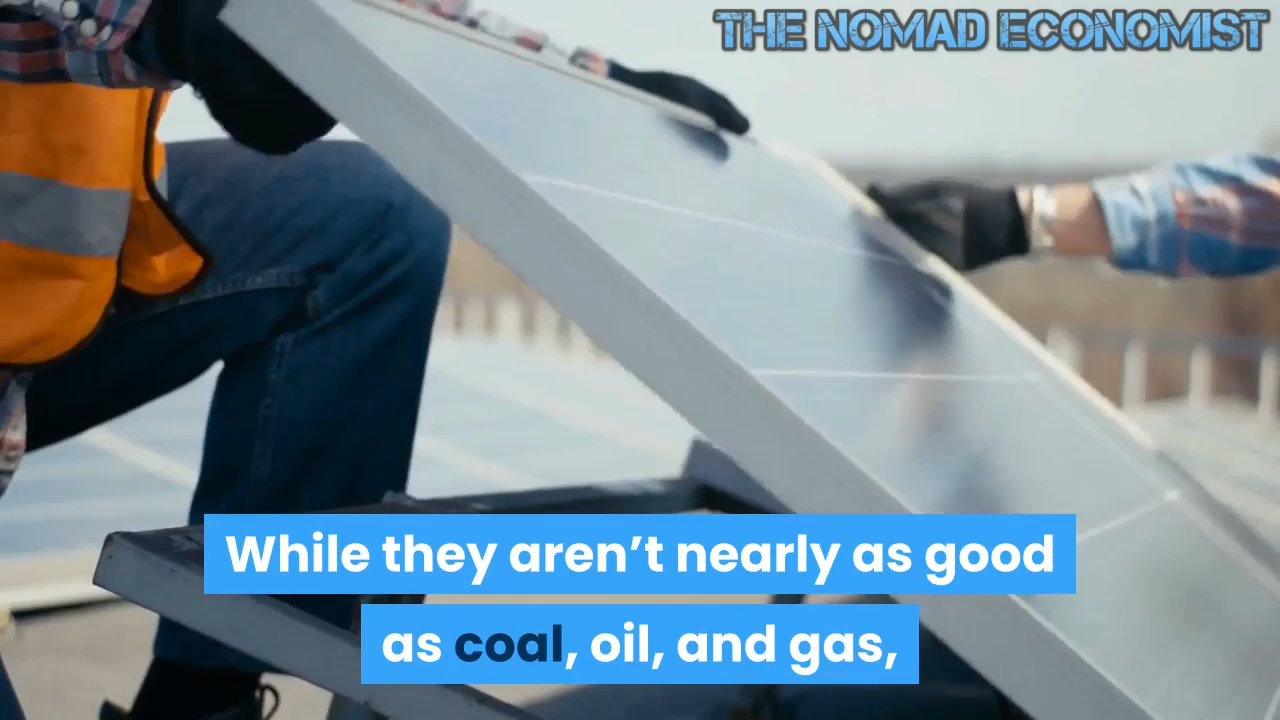 THE NOMAD ECONOMIST
While they aren’t nearly as good
as coal, oil, and gas,